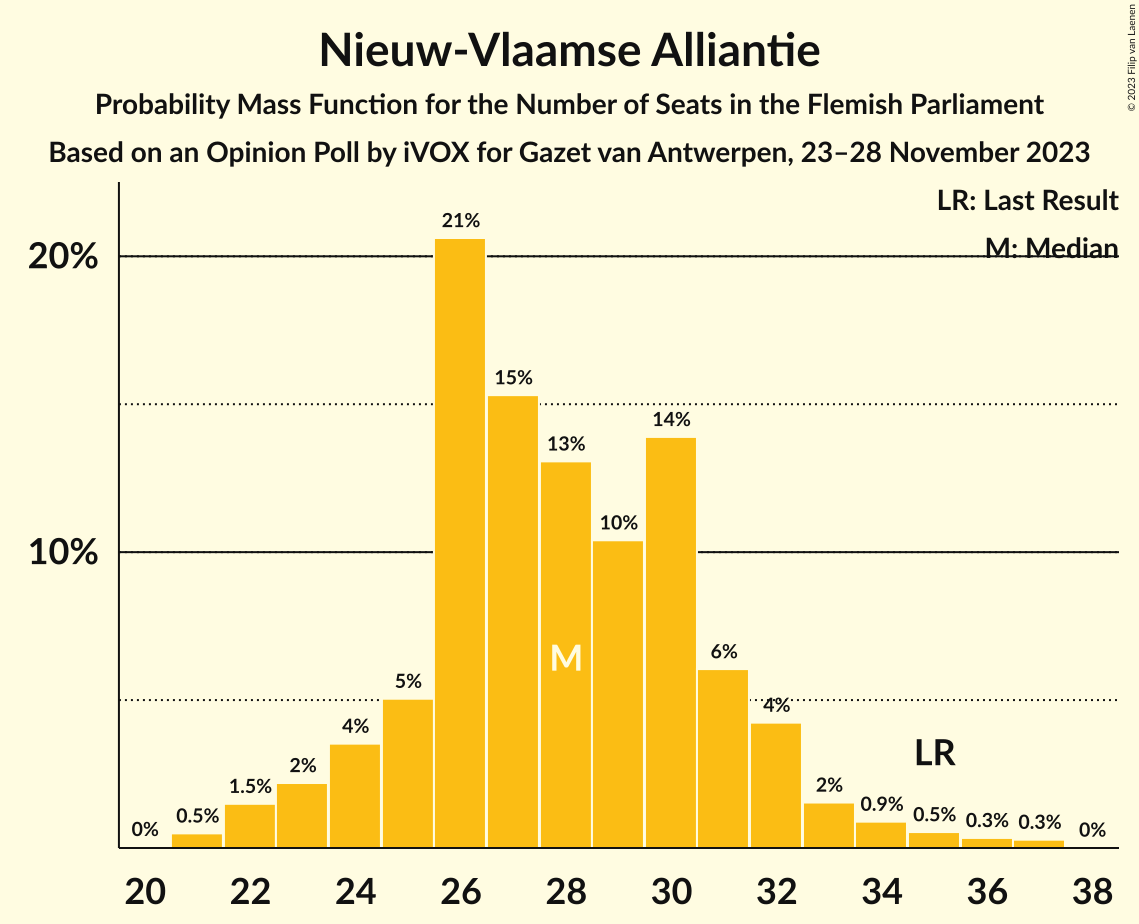 Nieuw-Vlaamse Alliantie
Probability Mass Function for the Number of Seats in the Flemish Parliament
Based on an Opinion Poll by iVOX for Gazet van Antwerpen, 23–28 November 2023
© 2023 Filip van Laenen
LR: Last Result
M: Median
20%
10%
0%
0.5%
1.5%
2%
4%
5%
21%
15%
13%
10%
14%
6%
4%
2%
0.9%
0.5%
0.3%
0.3%
0%
M
LR
20 22 24 26 28 30 32 34 36 38